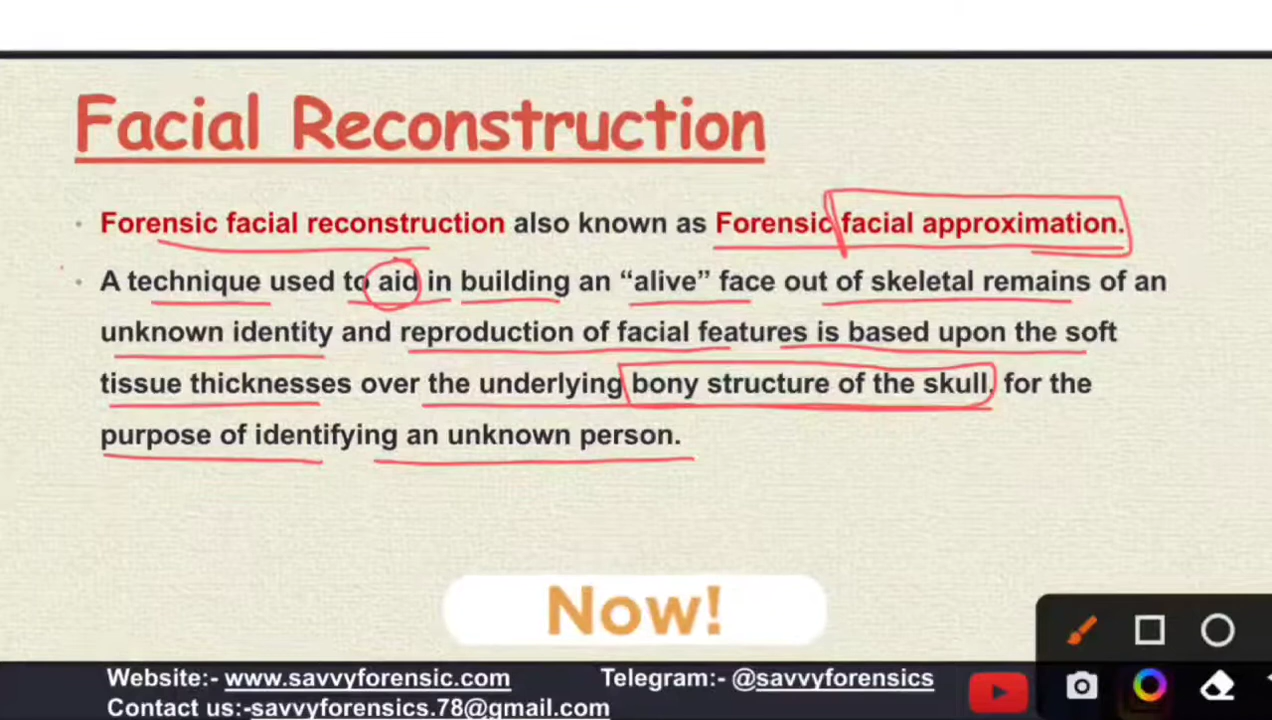 Facial Reconstruction
Forensic facial reconstruction also known as Forensic facial approximation.
A technique used to aid in building an “alive” face out of skeletal remains of an
unknown identity and reproduction of facial features is based upon the soft
tissue thicknesses over the underlying bony structure of the skull. for the
purpose of identifying an unknown person.
Now!
Website:- www.savvyforensic.com Telegram:- @savvyforensics
Contact us:-savvyforensics.78@gmail.com